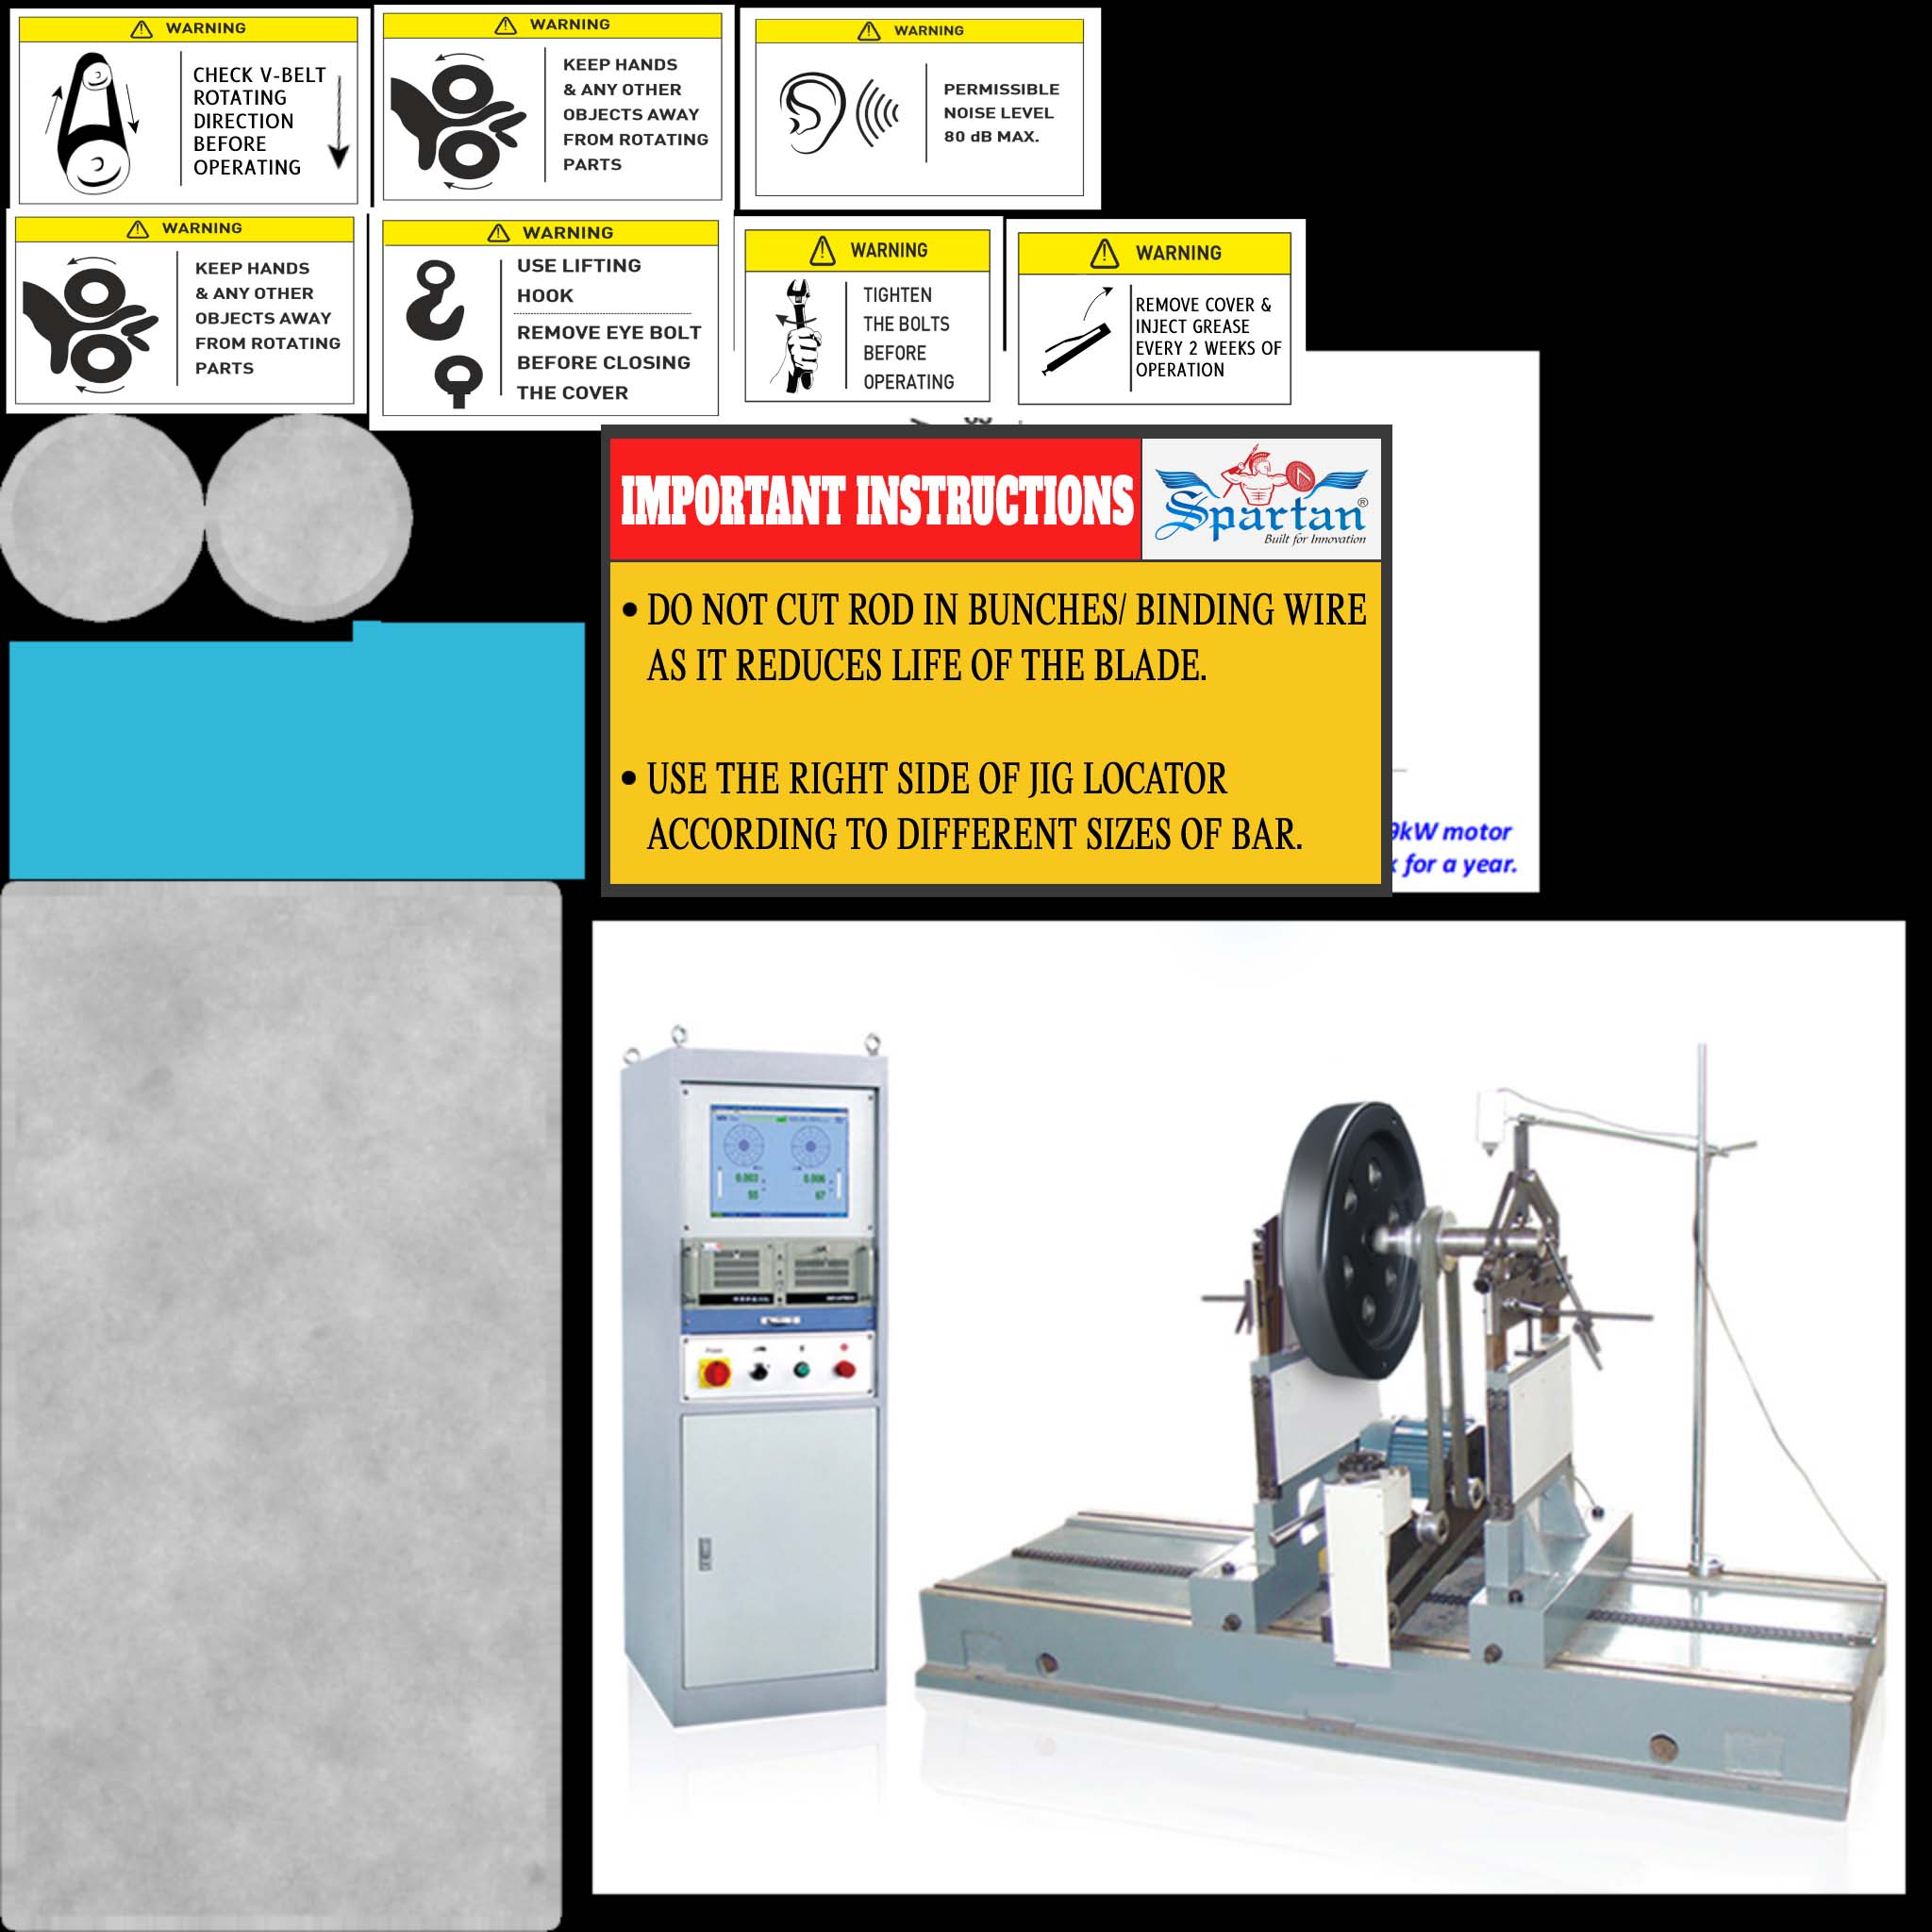 WARNING
CHECK V-BELT
ROTATING
DIRECTION
BEFORE
OPERATING
WARNING
KEEP HANDS
& ANY OTHER
OBJECTS AWAY
FROM ROTATING
PARTS
WARNING
PERMISSIBLE
NOISE LEVEL
80 dB MAX.
WARNING
KEEP HANDS
& ANY OTHER
OBJECTS AWAY
FROM ROTATING
PARTS
WARNING
USE LIFTING
HOOK
REMOVE EYE BOLT
BEFORE CLOSING
THE COVER
WARNING
TIGHTEN
THE BOLTS
BEFORE
OPERATING
WARNING
REMOVE COVER &
INJECT GREASE
EVERY 2 WEEKS OF
OPERATION
IMPORTANT INSTRUCTIONS
Spartan®
Built for Innovation
• DO NOT CUT ROD IN BUNCHES/ BINDING WIRE
AS IT REDUCES LIFE OF THE BLADE.
• USE THE RIGHT SIDE OF JIG LOCATOR
ACCORDING TO DIFFERENT SIZES OF BAR.
kW motor
for a year.